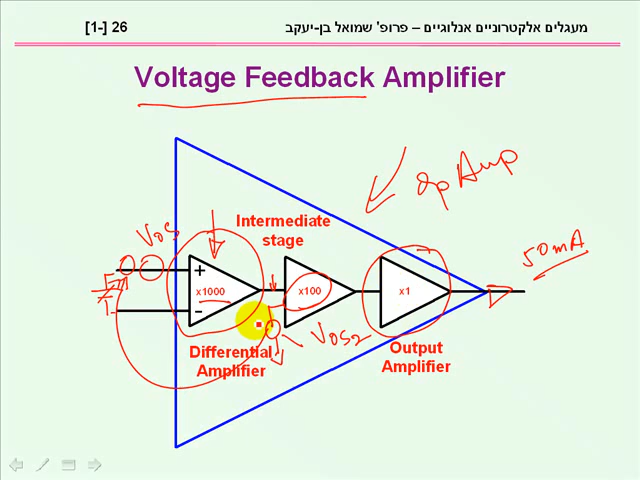 [-1] 26
מעגלים אלקטרוניים אנלוגיים – פרופ' שמואל בן-יעקב
Voltage Feedback Amplifier
Op Amp
Vos
Intermediate
stage
50mA
+
x1000
x100
x1
-
Vos2
Differential
Amplifier
Output
Amplifier